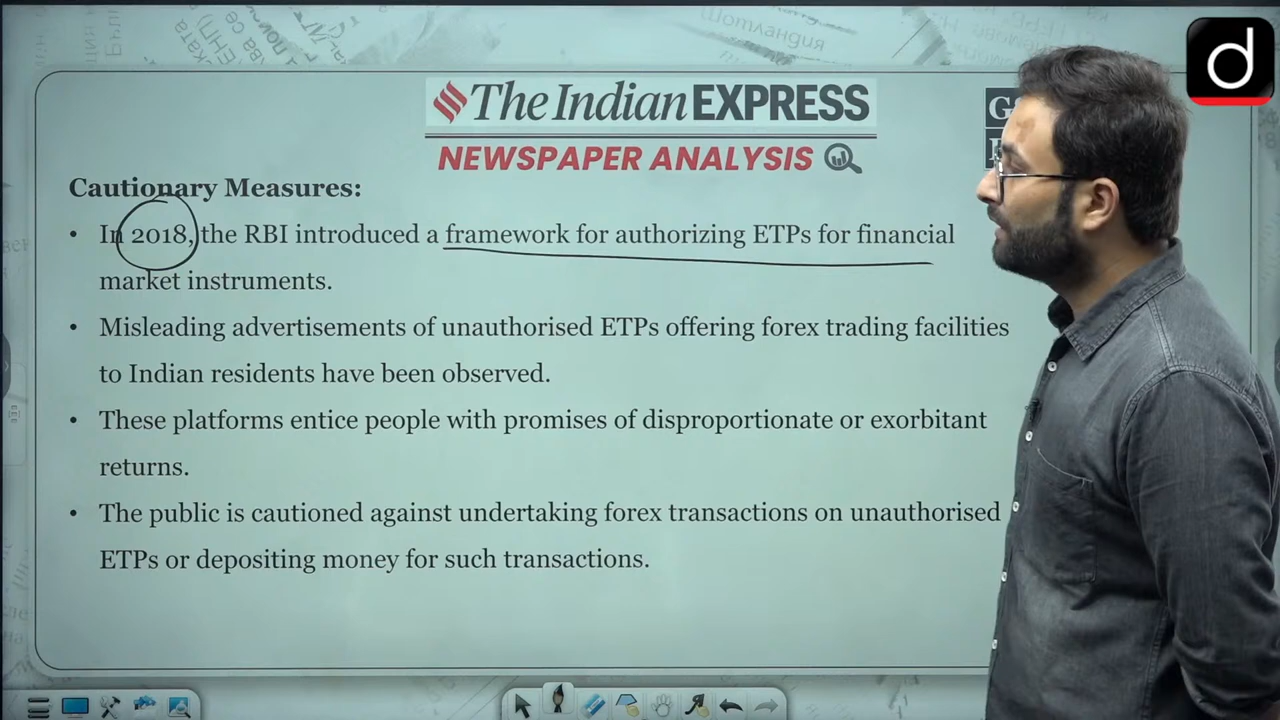 Шотландия
The Indian EXPRESS
NEWSPAPER ANALYSIS
d
Cautionary Measures:
• In 2018, the RBI introduced a framework for authorizing ETPs for financial
market instruments.
• Misleading advertisements of unauthorised ETPs offering forex trading facilities
to Indian residents have been observed.
• These platforms entice people with promises of disproportionate or exorbitant
returns.
• The public is cautioned against undertaking forex transactions on unauthorised
ETPs or depositing money for such transactions.